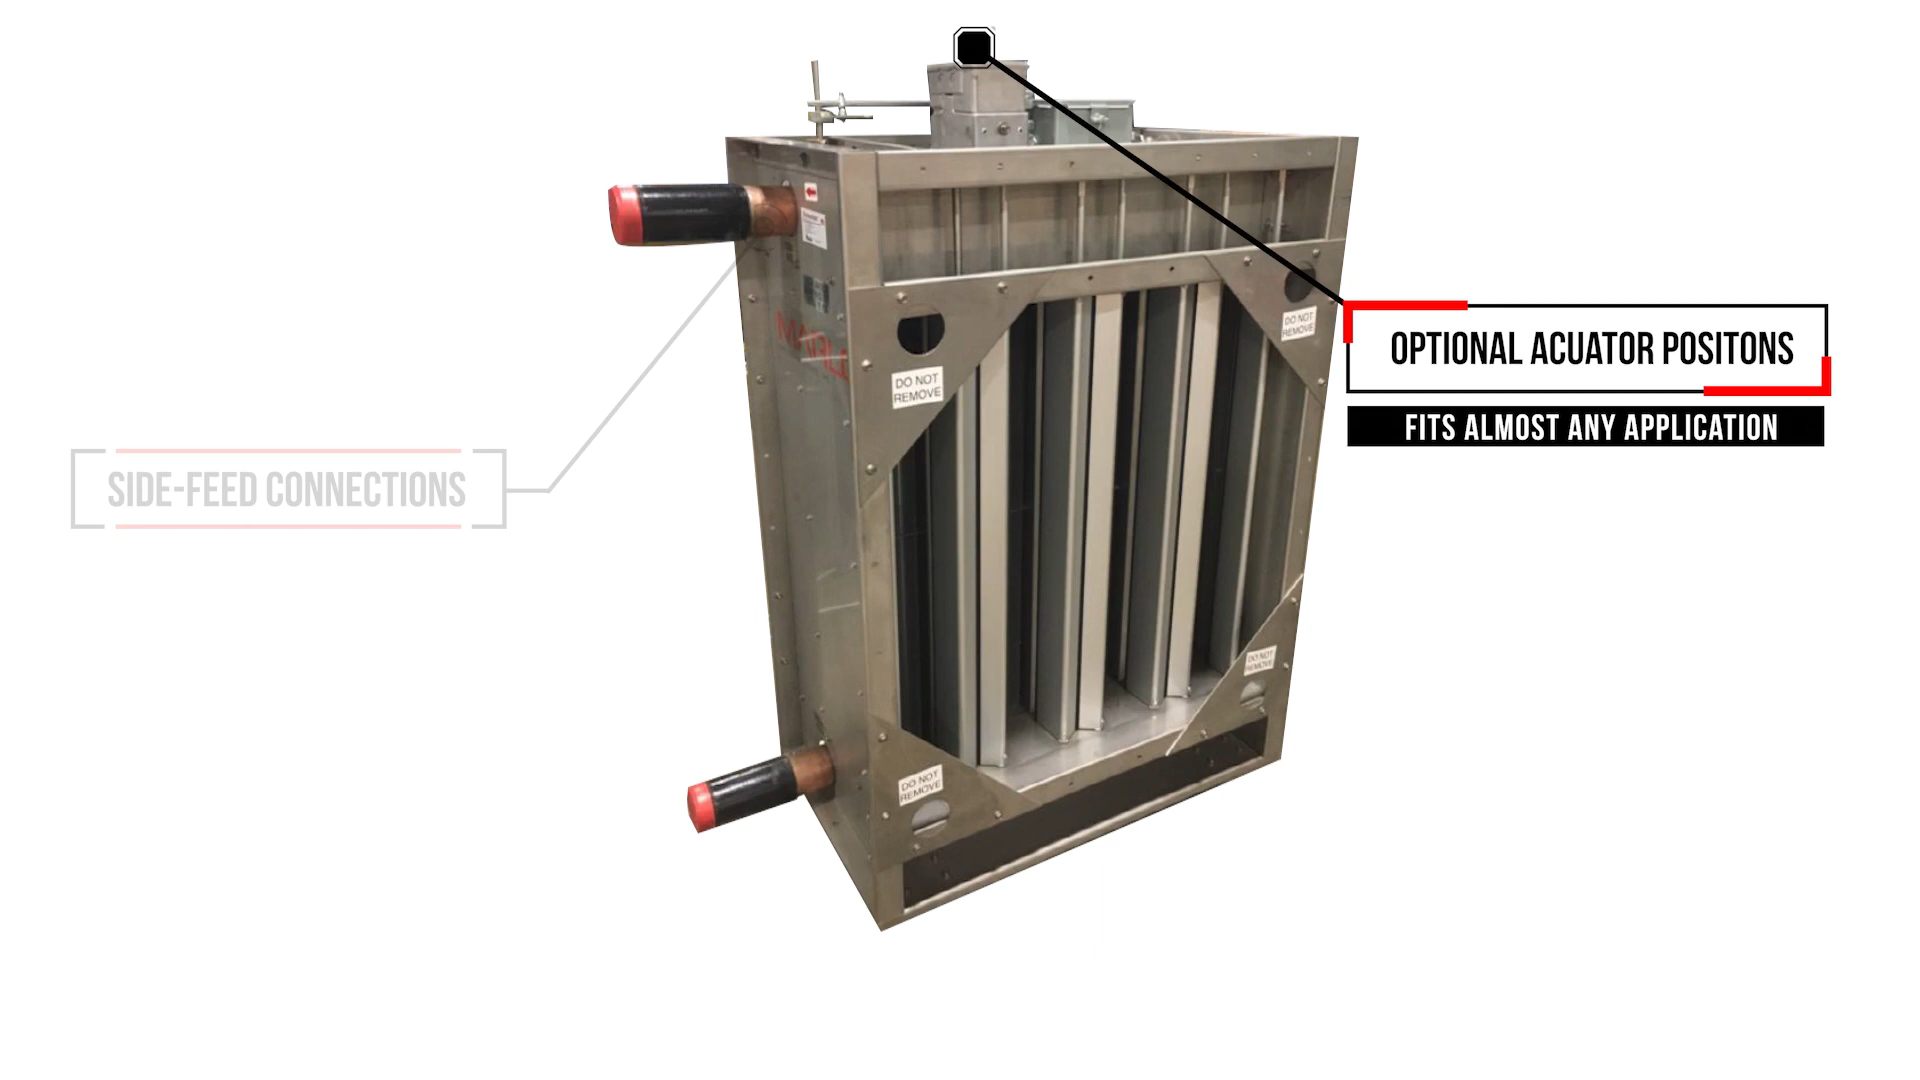 OPTIONAL ACUATOR POSITONS
FITS ALMOST ANY APPLICATION
SIDE-FEED CONNECTIONS
DO NOT
REMOVE
DO NOT
REMOVE
DO NOT
REMOVE
DO NOT
REMOVE